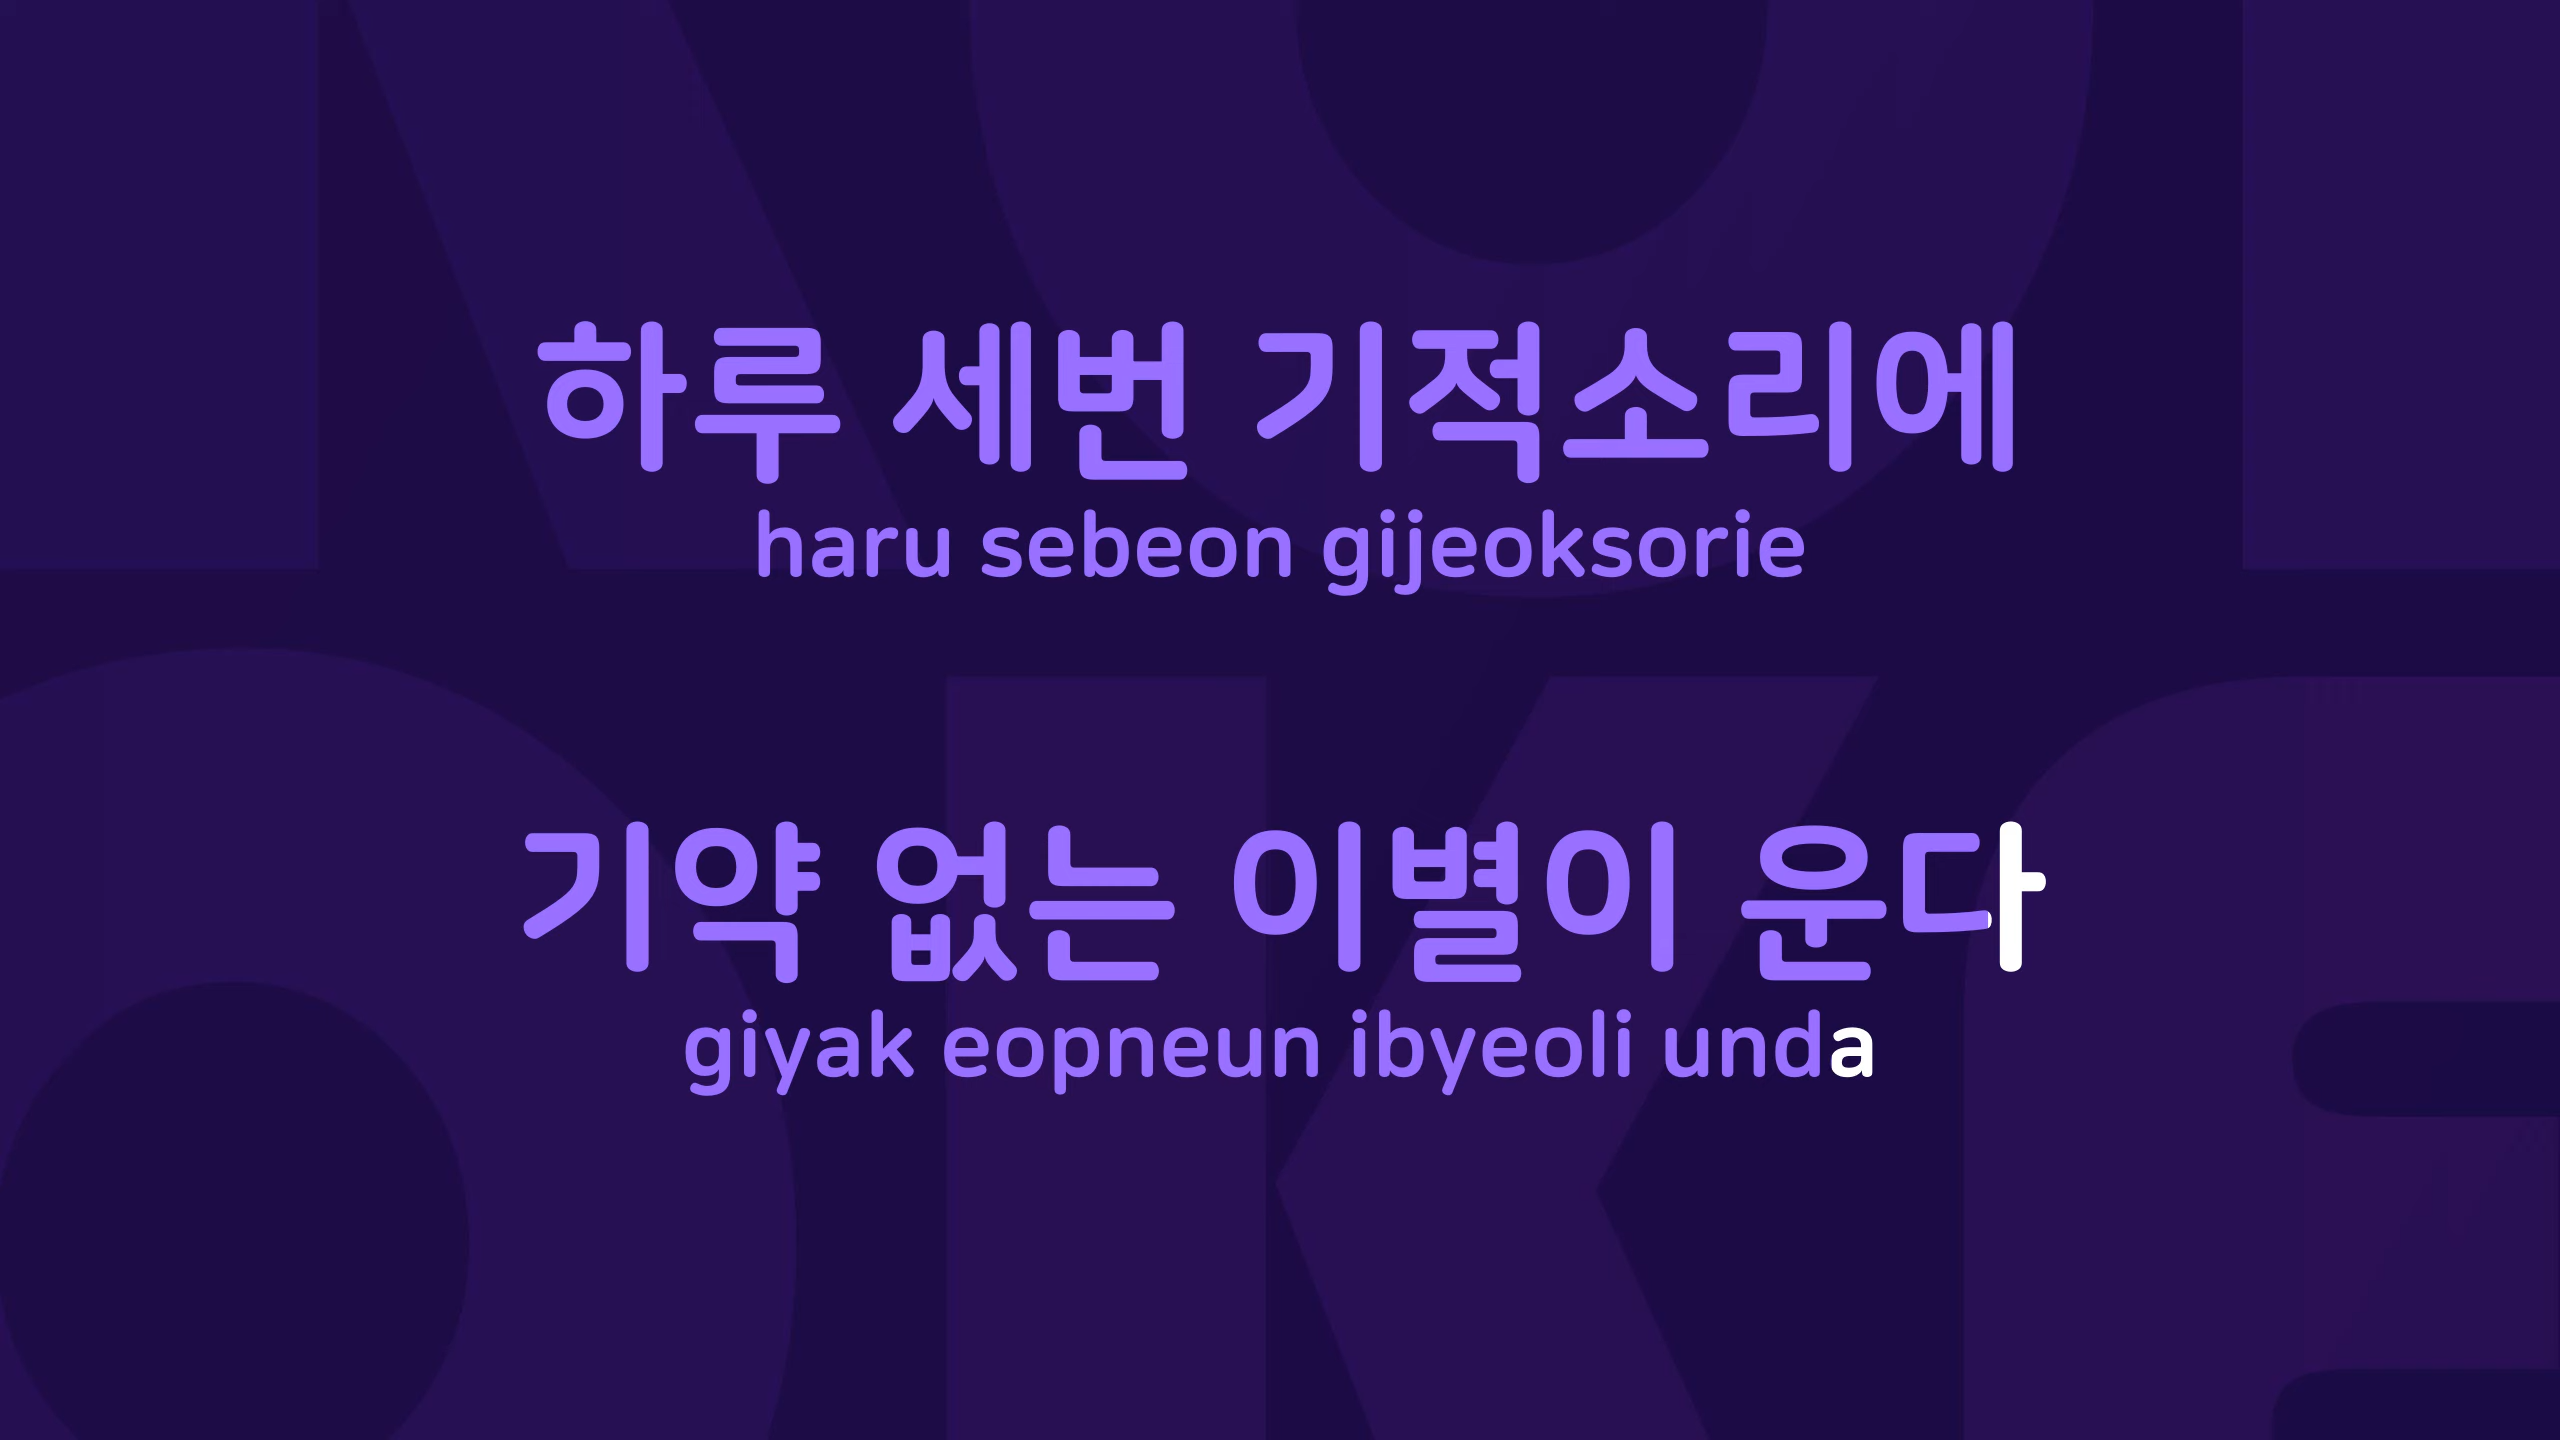 하루 세번 기적소리에
haru sebeon gijeoksorie
기약 없는 이별이 운다
giyak eopneun ibyeoli unda